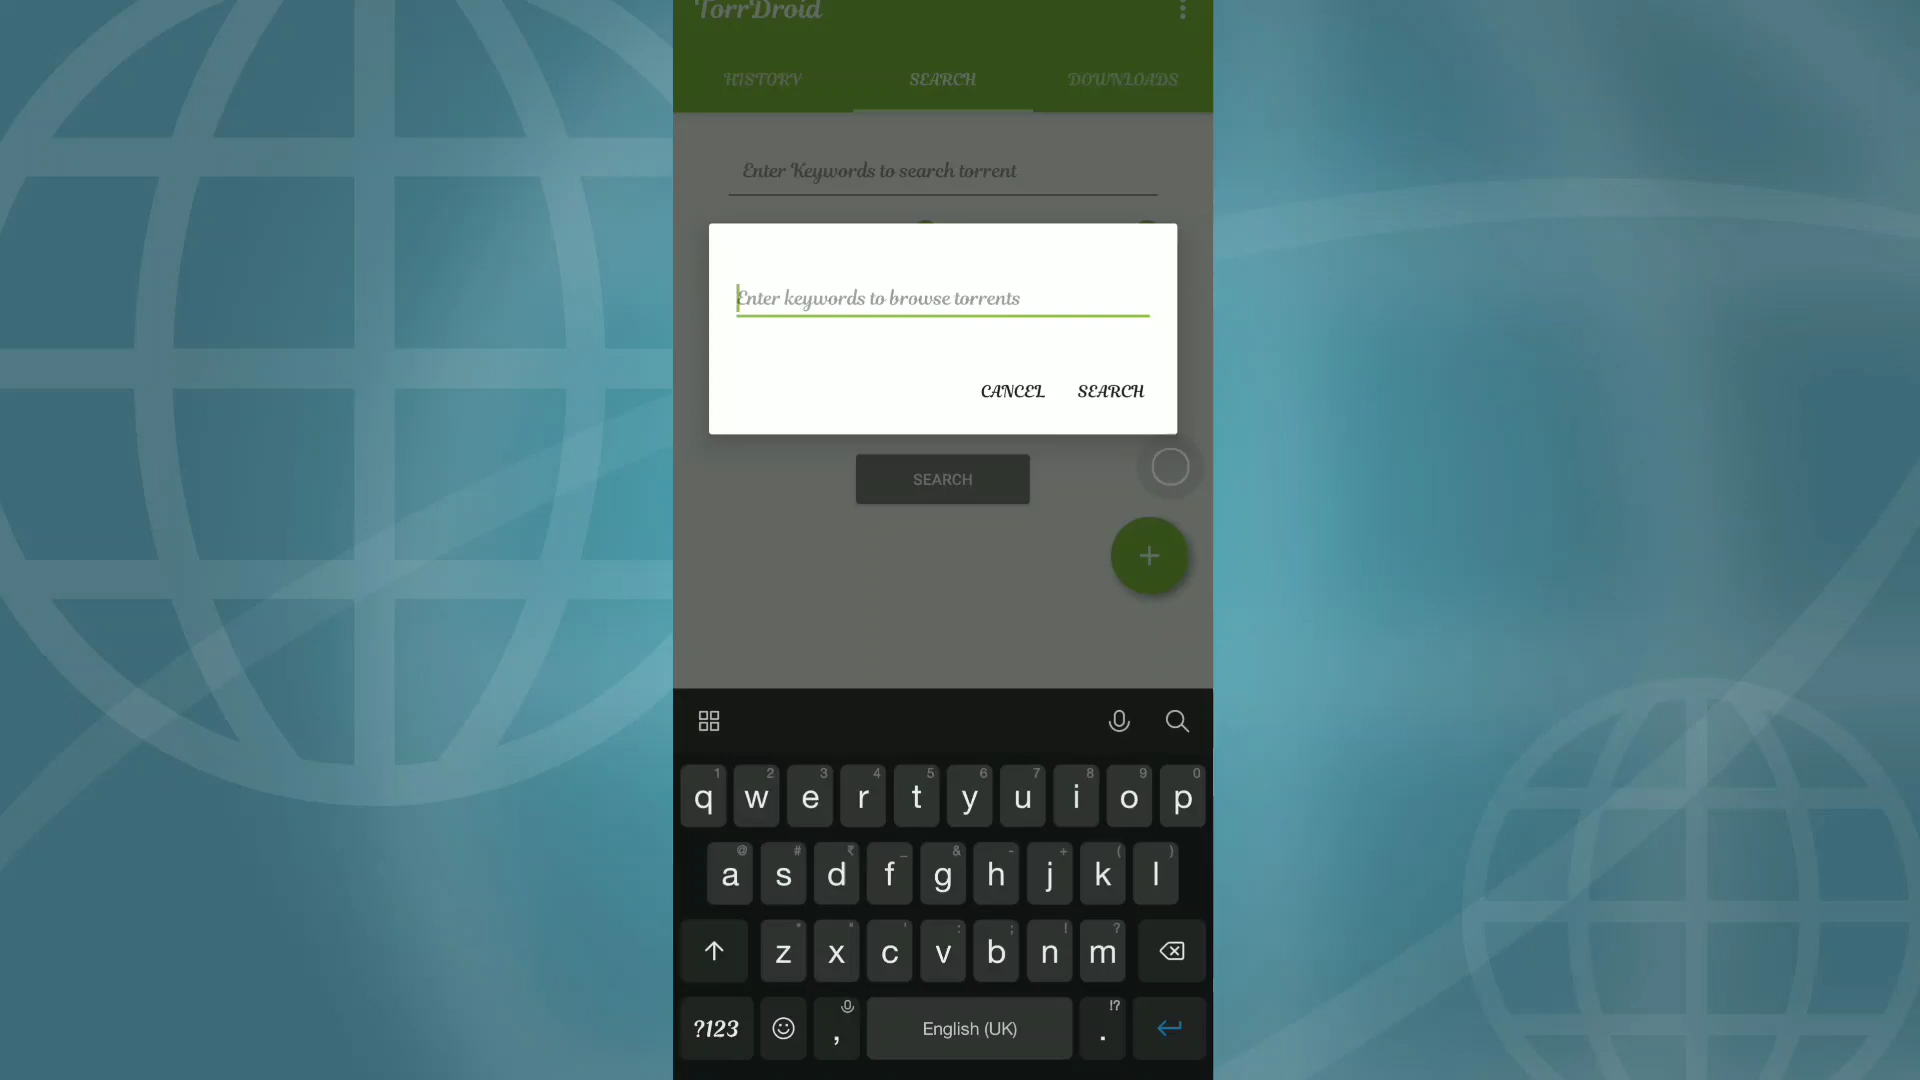 TorrDroid
HISTORY SEARCH DOWNLOADS
Enter Keywords to search torrent
Enter keywords to browse torrents
CANCEL SEARCH
SEARCH
+
1 2 3 4 5 6 7 8 9 0
q w e r t y u i o p
@ # ₹ _ & - + ( )
a s d f g h j k l
* " ' : ; ! ?
z x c v b n m
!?
?123 , English (UK) .